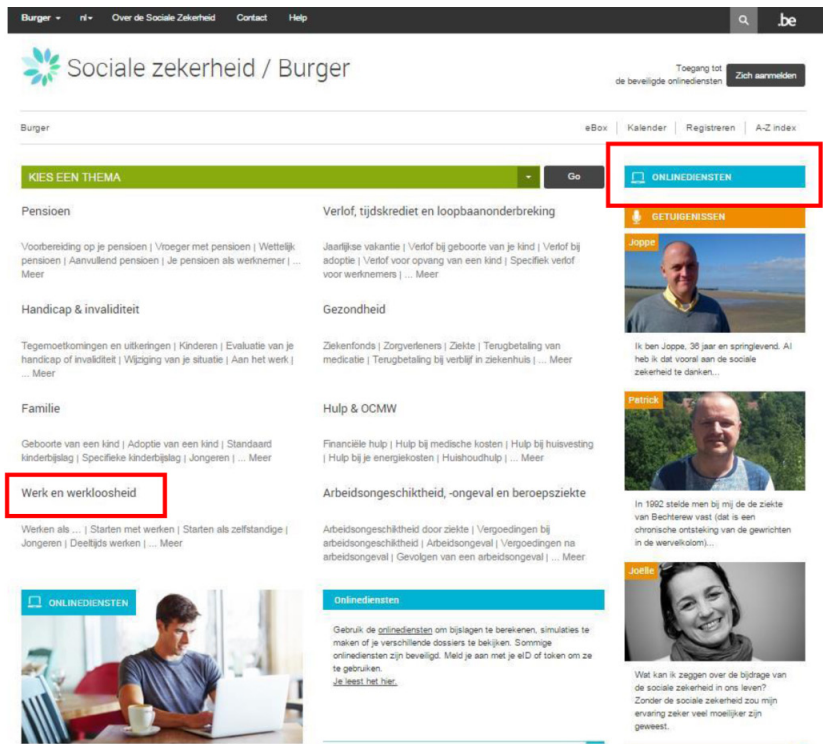 Burger nl Over de Sociale Zekerheid Contact Help
.be
Sociale zekerheid / Burger
Toegang tot
de beveiligde onlinediensten
Zich aanmelden
Burger
eBox Kalender Registreren A-Z index
KIES EEN THEMA
Go
Pensioen
Voorbereiding op je pensioen | Vroeger met pensioen | Wettelijk
pensioen | Aanvullend pensioen | Je pensioen als werknemer | ...
Meer
Verlof, tijdskrediet en loopbaanonderbreking
Jaarlijkse vakantie | Verlof bij geboorte van je kind | Verlof bij
adoptie | Verlof voor opvang van een kind | Specifiek verlof
voor werknemers | ... Meer
Handicap & invaliditeit
Tegemoetkomingen en uitkeringen | Kinderen | Evaluatie van je
handicap of invaliditeit | Wijziging van je situatie | Aan het werk |
... Meer
Gezondheid
Ziekenfonds | Zorgverleners | Ziekte | Terugbetaling van
medicatie | Terugbetaling bij verblijf in ziekenhuis | ... Meer
Familie
Geboorte van een kind | Adoptie van een kind | Standaard
kinderbijslag | Specifieke kinderbijslag | Jongeren | ... Meer
Hulp & OCMW
Financiële hulp | Hulp bij medische kosten | Hulp bij huisvesting
| Hulp bij je energiekosten | Huishoudhulp | ... Meer
Werk en werkloosheid
Werken als ... | Starten met werken | Starten als zelfstandige |
Jongeren | Deeltijds werken | ... Meer
Arbeidsongeschiktheid, -ongeval en beroepsziekte
Arbeidsongeschiktheid door ziekte | Vergoedingen bij
arbeidsongeschiktheid | Arbeidsongeval | Vergoedingen na
arbeidsongeval | Gevolgen van een arbeidsongeval | ... Meer
ONLINEDIENSTEN
Onlinediensten
Gebruik de onlinediensten om bijslagen te berekenen, simulaties te
maken of je verschillende dossiers te bekijken. Sommige
onlinediensten zijn beveiligd. Meld je aan met je eID of token om ze
te gebruiken.
Je leest het hier.
ONLINEDIENSTEN
GETUIGENISSEN
Joppe
Ik ben Joppe, 36 jaar en springlevend. Al
heb ik dat vooral aan de sociale
zekerheid te danken...
Patrick
In 1992 stelde men bij mij de de ziekte
van Bechterew vast (dat is een
chronische ontsteking van de gewrichten
in de wervelkolom)...
Joëlle
Wat kan ik zeggen over de bijdrage van
de sociale zekerheid in ons leven?
Zonder de sociale zekerheid zou mijn
ervaring zeker veel moeilijker zijn
geweest.